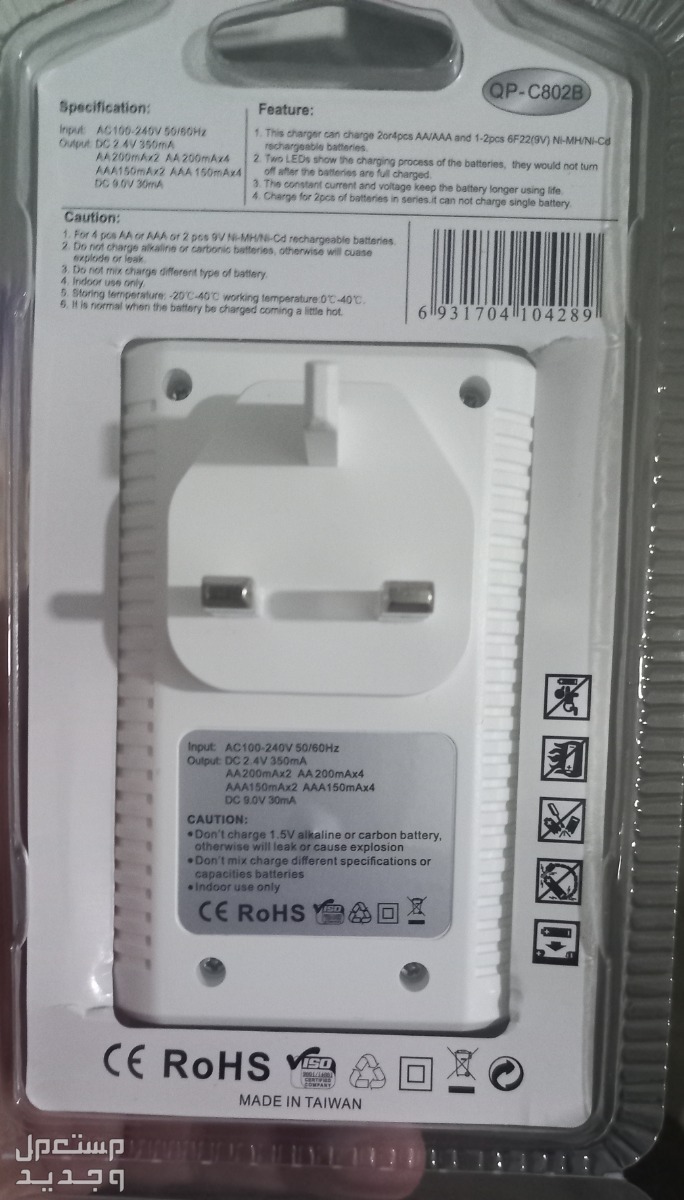 QP-C802B
Specification:
Input: AC100-240V 50/60Hz
Output: DC 2.4V 350mA
AA200mAx2 AA200mAx4
AAA150mAx2 AAA 150mAx4
DC 9.0V 30mA
Feature:
1. This charger can charge 2or4pcs AA/AAA and 1-2pcs 6F22(9V) Ni-MH/Ni-Cd
rechargeable batteries.
2. Two LEDs show the charging process of the batteries, they would not turn
off after the batteries are full charged.
3. The constant current and voltage keep the battery longer using life.
4. Charge for 2pcs of batteries in series.it can not charge single battery.
Caution:
1. For 4 pcs AA or AAA or 2 pcs 9V Ni-MH/Ni-Cd rechargeable batteries.
2. Do not charge alkaline or carbonic batteries, otherwise will cuase
explode or leak.
3. Do not mix charge different type of battery.
4. Indoor use only.
5. Storing temperature: -20℃-40℃ working temperature:0℃-40℃.
6. It is normal when the battery be charged coming a little hot.
6 931704 104289
Input: AC100-240V 50/60Hz
Output: DC 2.4V 350mA
AA200mAx2 AA200mAx4
AAA150mAx2 AAA150mAx4
DC 9.0V 30mA
CAUTION:
•Don't charge 1.5V alkaline or carbon battery,
otherwise will leak or cause explosion
•Don't mix charge different specifications or
capacities batteries
•Indoor use only
CE RoHS ISO
CE RoHS ISO
CERTIFIED
COMPANY
MADE IN TAIWAN
مستعمل
وجديد